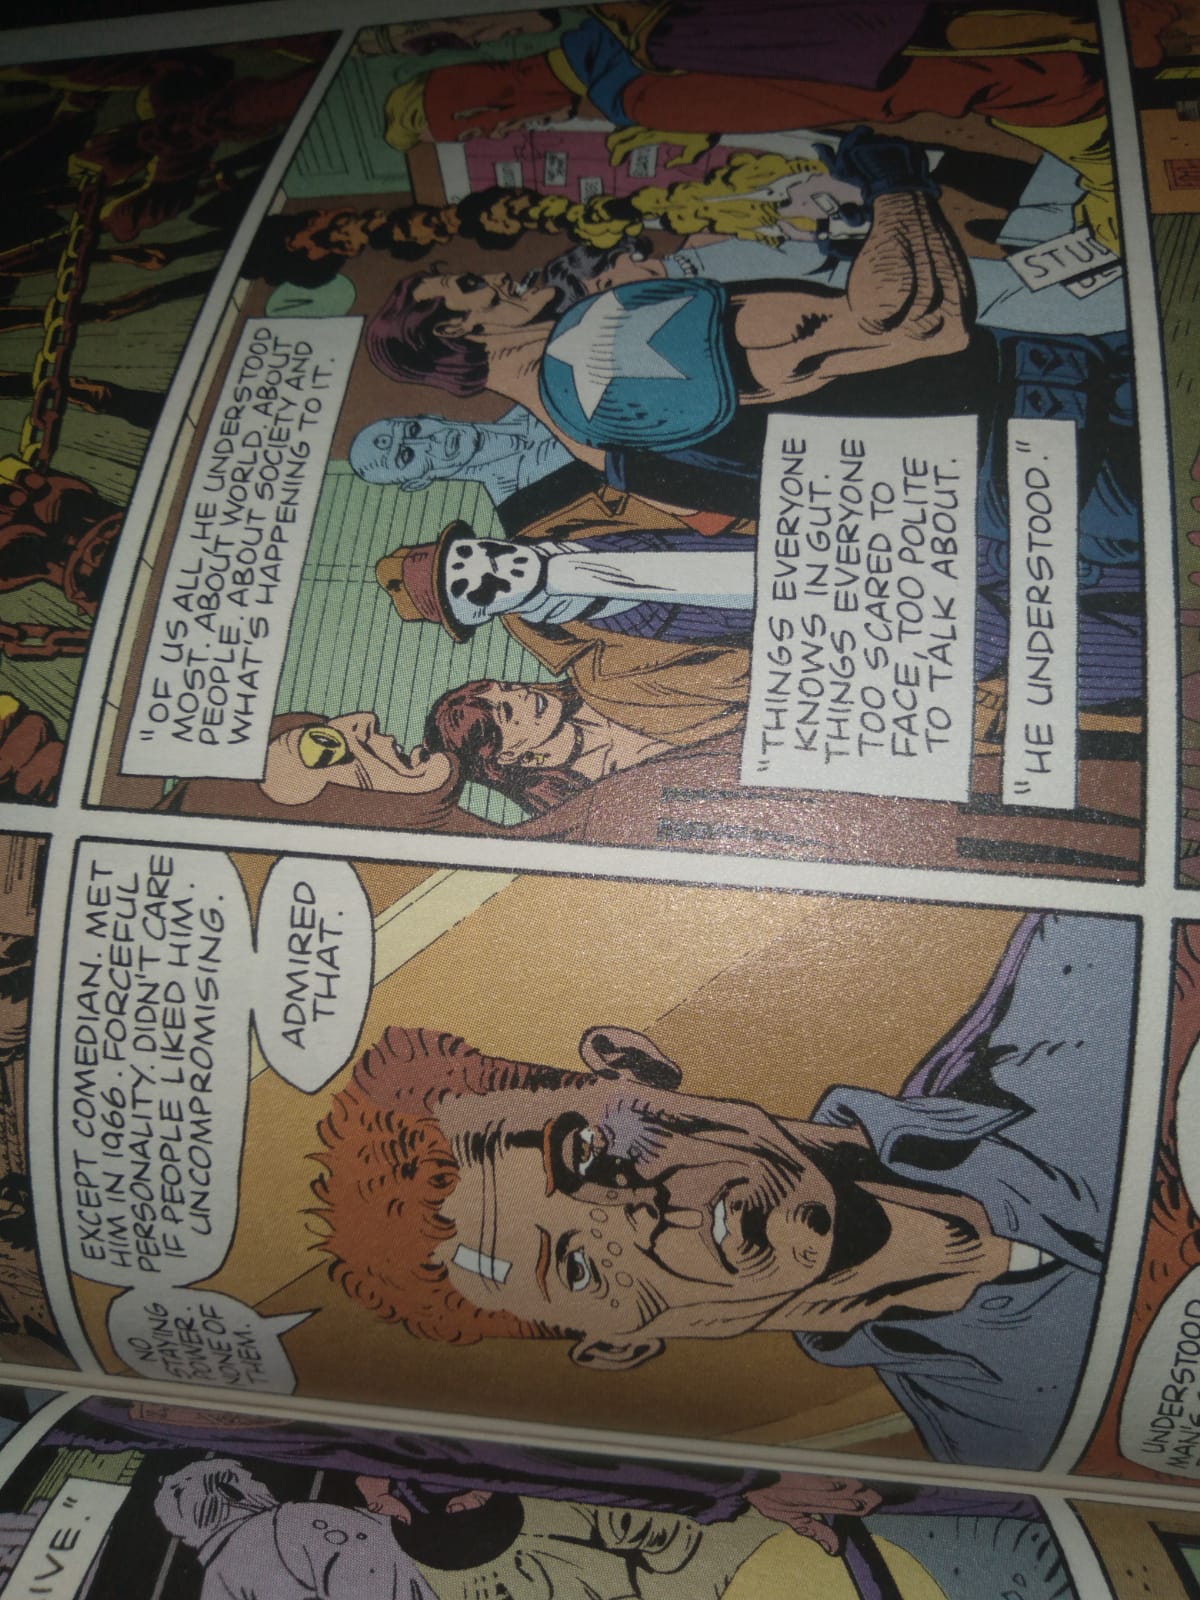 IVE."
NO
STAYING
POWER.
NONE OF
THEM.
EXCEPT COMEDIAN. MET
HIM IN 1966. FORCEFUL
PERSONALITY. DIDN'T CARE
IF PEOPLE LIKED HIM.
UNCOMPROMISING.
ADMIRED
THAT.
"OF US ALL, HE UNDERSTOOD
MOST. ABOUT WORLD. ABOUT
PEOPLE. ABOUT SOCIETY AND
WHAT'S HAPPENING TO IT.
"THINGS EVERYONE
KNOWS IN GUT.
THINGS EVERYONE
TOO SCARED TO
FACE, TOO POLITE
TO TALK ABOUT.
"HE UNDERSTOOD."
UNDERSTOOD
MAN'S